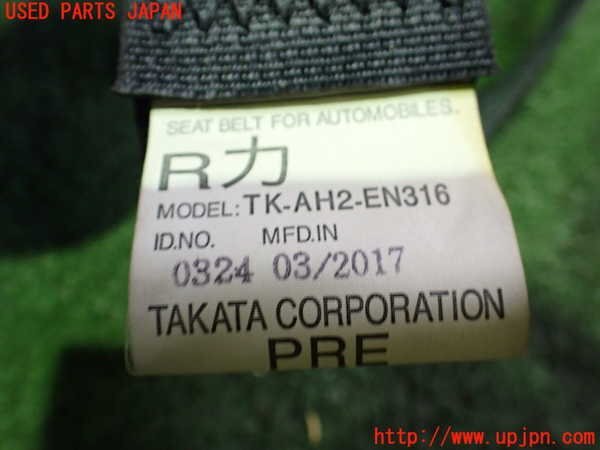 USED PARTS JAPAN
SEAT BELT FOR AUTOMOBILES.
R力
MODEL: TK-AH2-EN316
ID.NO. MFD.IN
0324 03/2017
TAKATA CORPORATION
PRE
http://www.upjpn.com/